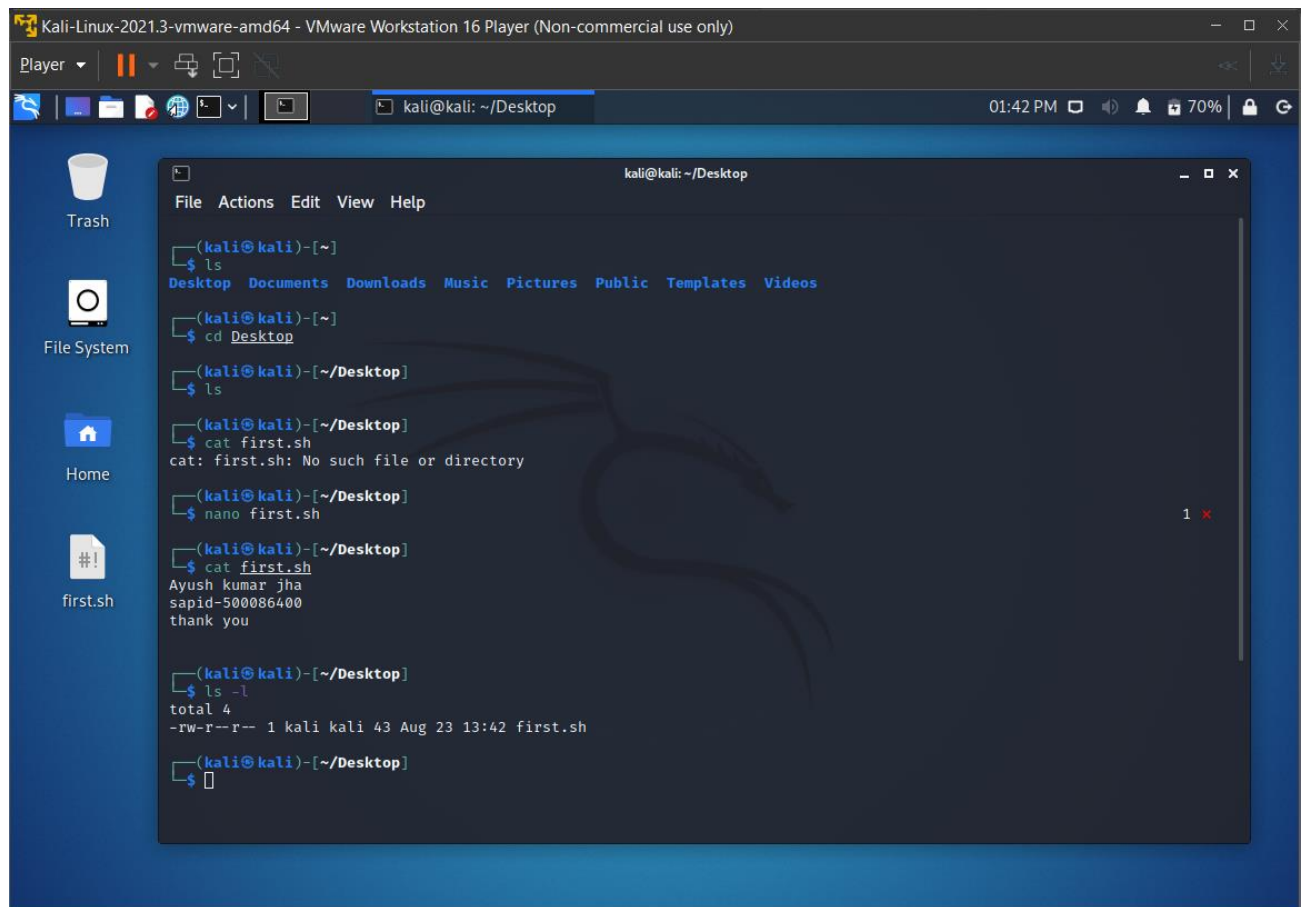 Kali-Linux-2021.3-vmware-amd64 - VMware Workstation 16 Player (Non-commercial use only)
Player
kali@kali: ~/Desktop
01:42 PM
70%
kali@kali: ~/Desktop
File Actions Edit View Help
Trash
File System
Home
#!
first.sh
┌──(kali㉿kali)-[~]
└─$ ls
Desktop Documents Downloads Music Pictures Public Templates Videos
┌──(kali㉿kali)-[~]
└─$ cd Desktop
┌──(kali㉿kali)-[~/Desktop]
└─$ ls
┌──(kali㉿kali)-[~/Desktop]
└─$ cat first.sh
cat: first.sh: No such file or directory
┌──(kali㉿kali)-[~/Desktop]
└─$ nano first.sh 1 ⨯
┌──(kali㉿kali)-[~/Desktop]
└─$ cat first.sh
Ayush kumar jha
sapid-500086400
thank you
┌──(kali㉿kali)-[~/Desktop]
└─$ ls -l
total 4
-rw-r--r-- 1 kali kali 43 Aug 23 13:42 first.sh
┌──(kali㉿kali)-[~/Desktop]
└─$